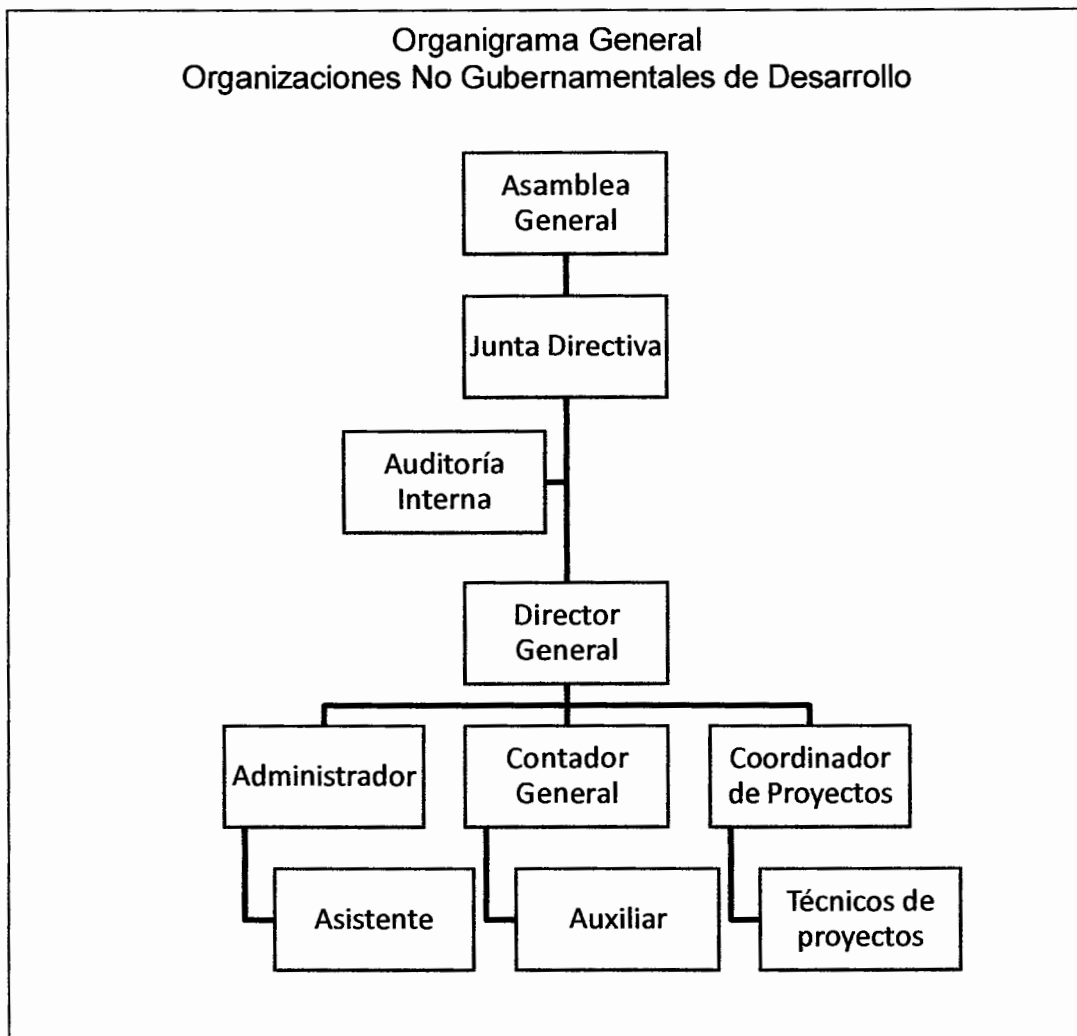 Organigrama General
Organizaciones No Gubernamentales de Desarrollo
Asamblea
General
Junta Directiva
Auditoría
Interna
Director
General
Administrador
Contador
General
Coordinador
de Proyectos
Asistente
Auxiliar
Técnicos de
proyectos